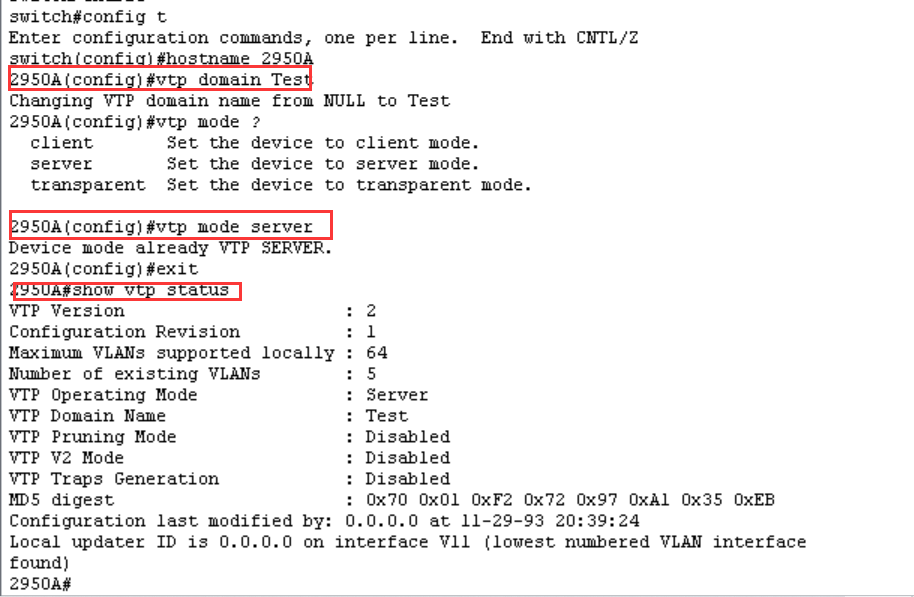 switch#config t
Enter configuration commands, one per line.  End with CNTL/Z
switch(config)#hostname 2950A
2950A(config)#vtp domain Test
Changing VTP domain name from NULL to Test
2950A(config)#vtp mode ?
  client       Set the device to client mode.
  server       Set the device to server mode.
  transparent  Set the device to transparent mode.
2950A(config)#vtp mode server
Device mode already VTP SERVER.
2950A(config)#exit
2950A#show vtp status
VTP Version                     : 2
Configuration Revision          : 1
Maximum VLANs supported locally : 64
Number of existing VLANs        : 5
VTP Operating Mode              : Server
VTP Domain Name                 : Test
VTP Pruning Mode                : Disabled
VTP V2 Mode                     : Disabled
VTP Traps Generation            : Disabled
MD5 digest                      : 0x70 0x01 0xF2 0x72 0x97 0xA1 0x35 0xEB
Configuration last modified by: 0.0.0.0 at 11-29-93 20:39:24
Local updater ID is 0.0.0.0 on interface Vl1 (lowest numbered VLAN interface
found)
2950A#